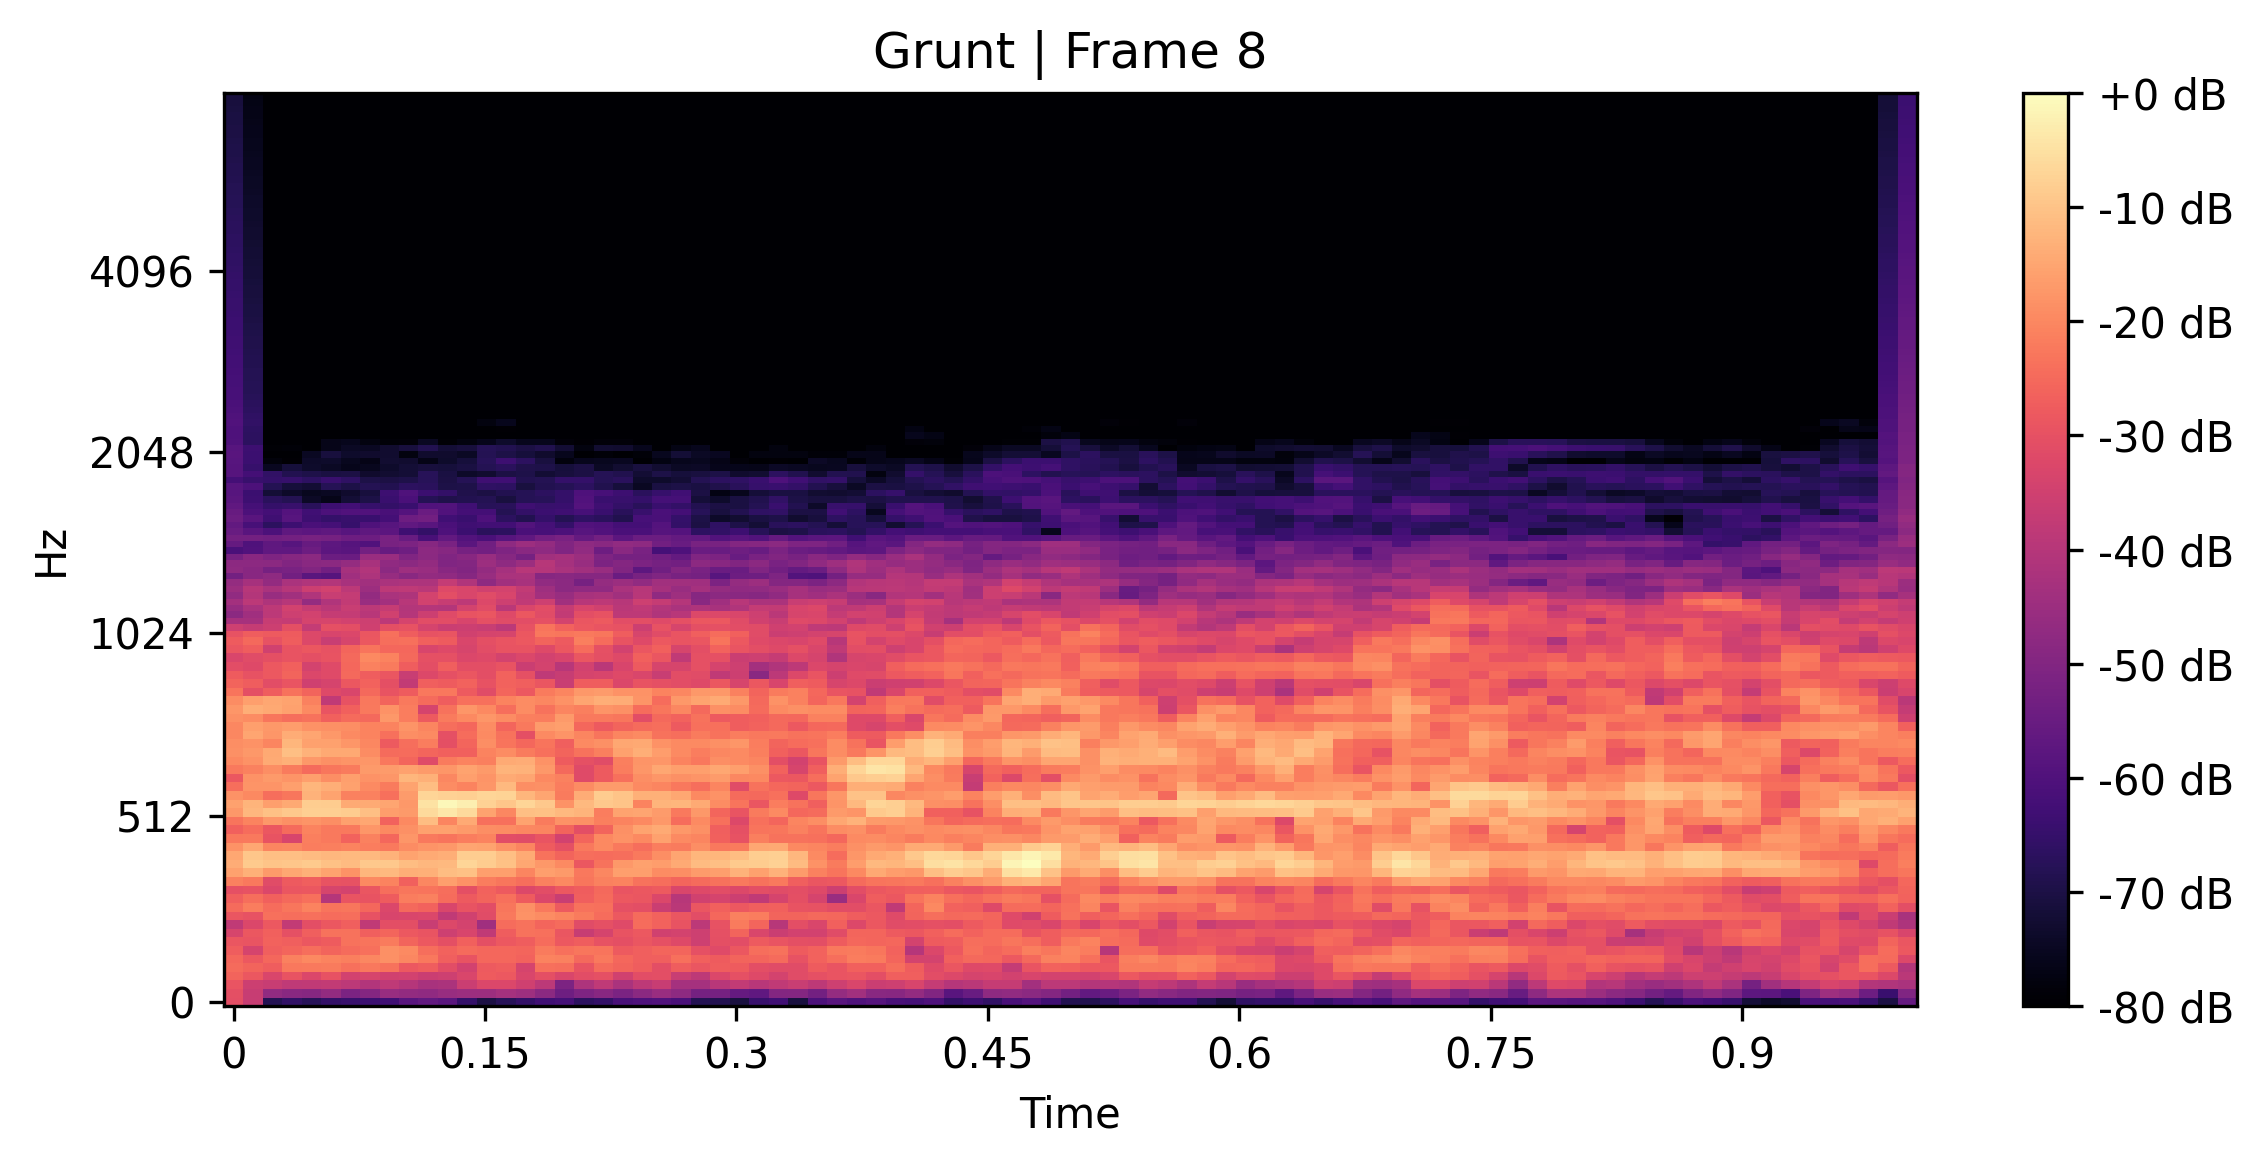 Grunt | Frame 8
+0 dB
-10 dB
-20 dB
-30 dB
-40 dB
-50 dB
-60 dB
-70 dB
-80 dB
Hz
4096
2048
1024
512
0
0 0.15 0.3 0.45 0.6 0.75 0.9
Time